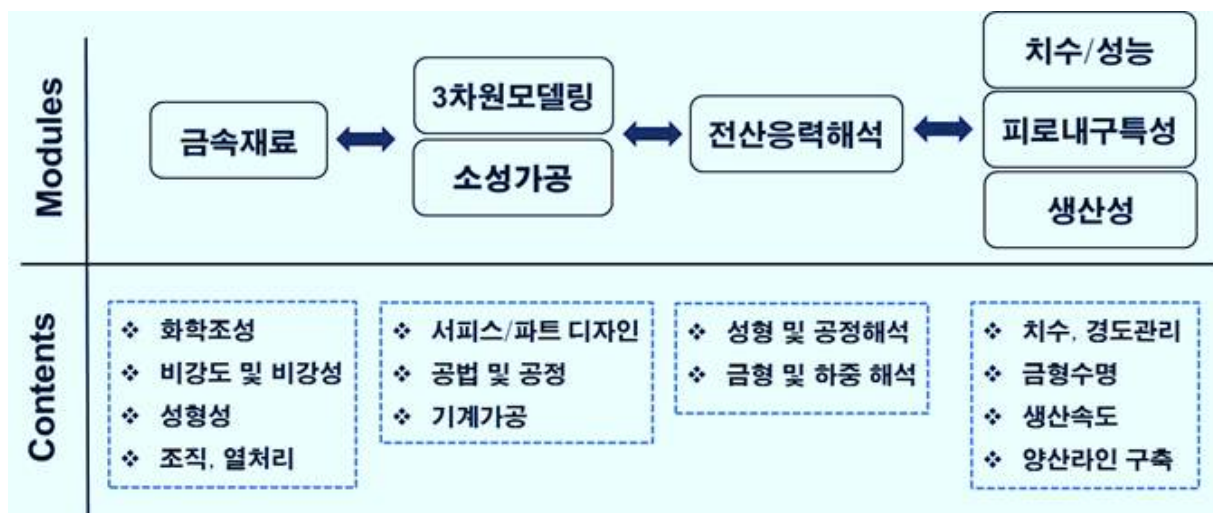 Modules
금속재료
3차원모델링
소성가공
전산응력해석
치수/성능
피로내구특성
생산성
Contents
❖ 화학조성
❖ 비강도 및 비강성
❖ 성형성
❖ 조직, 열처리
❖ 서피스/파트 디자인
❖ 공법 및 공정
❖ 기계가공
❖ 성형 및 공정해석
❖ 금형 및 하중 해석
❖ 치수, 경도관리
❖ 금형수명
❖ 생산속도
❖ 양산라인 구축